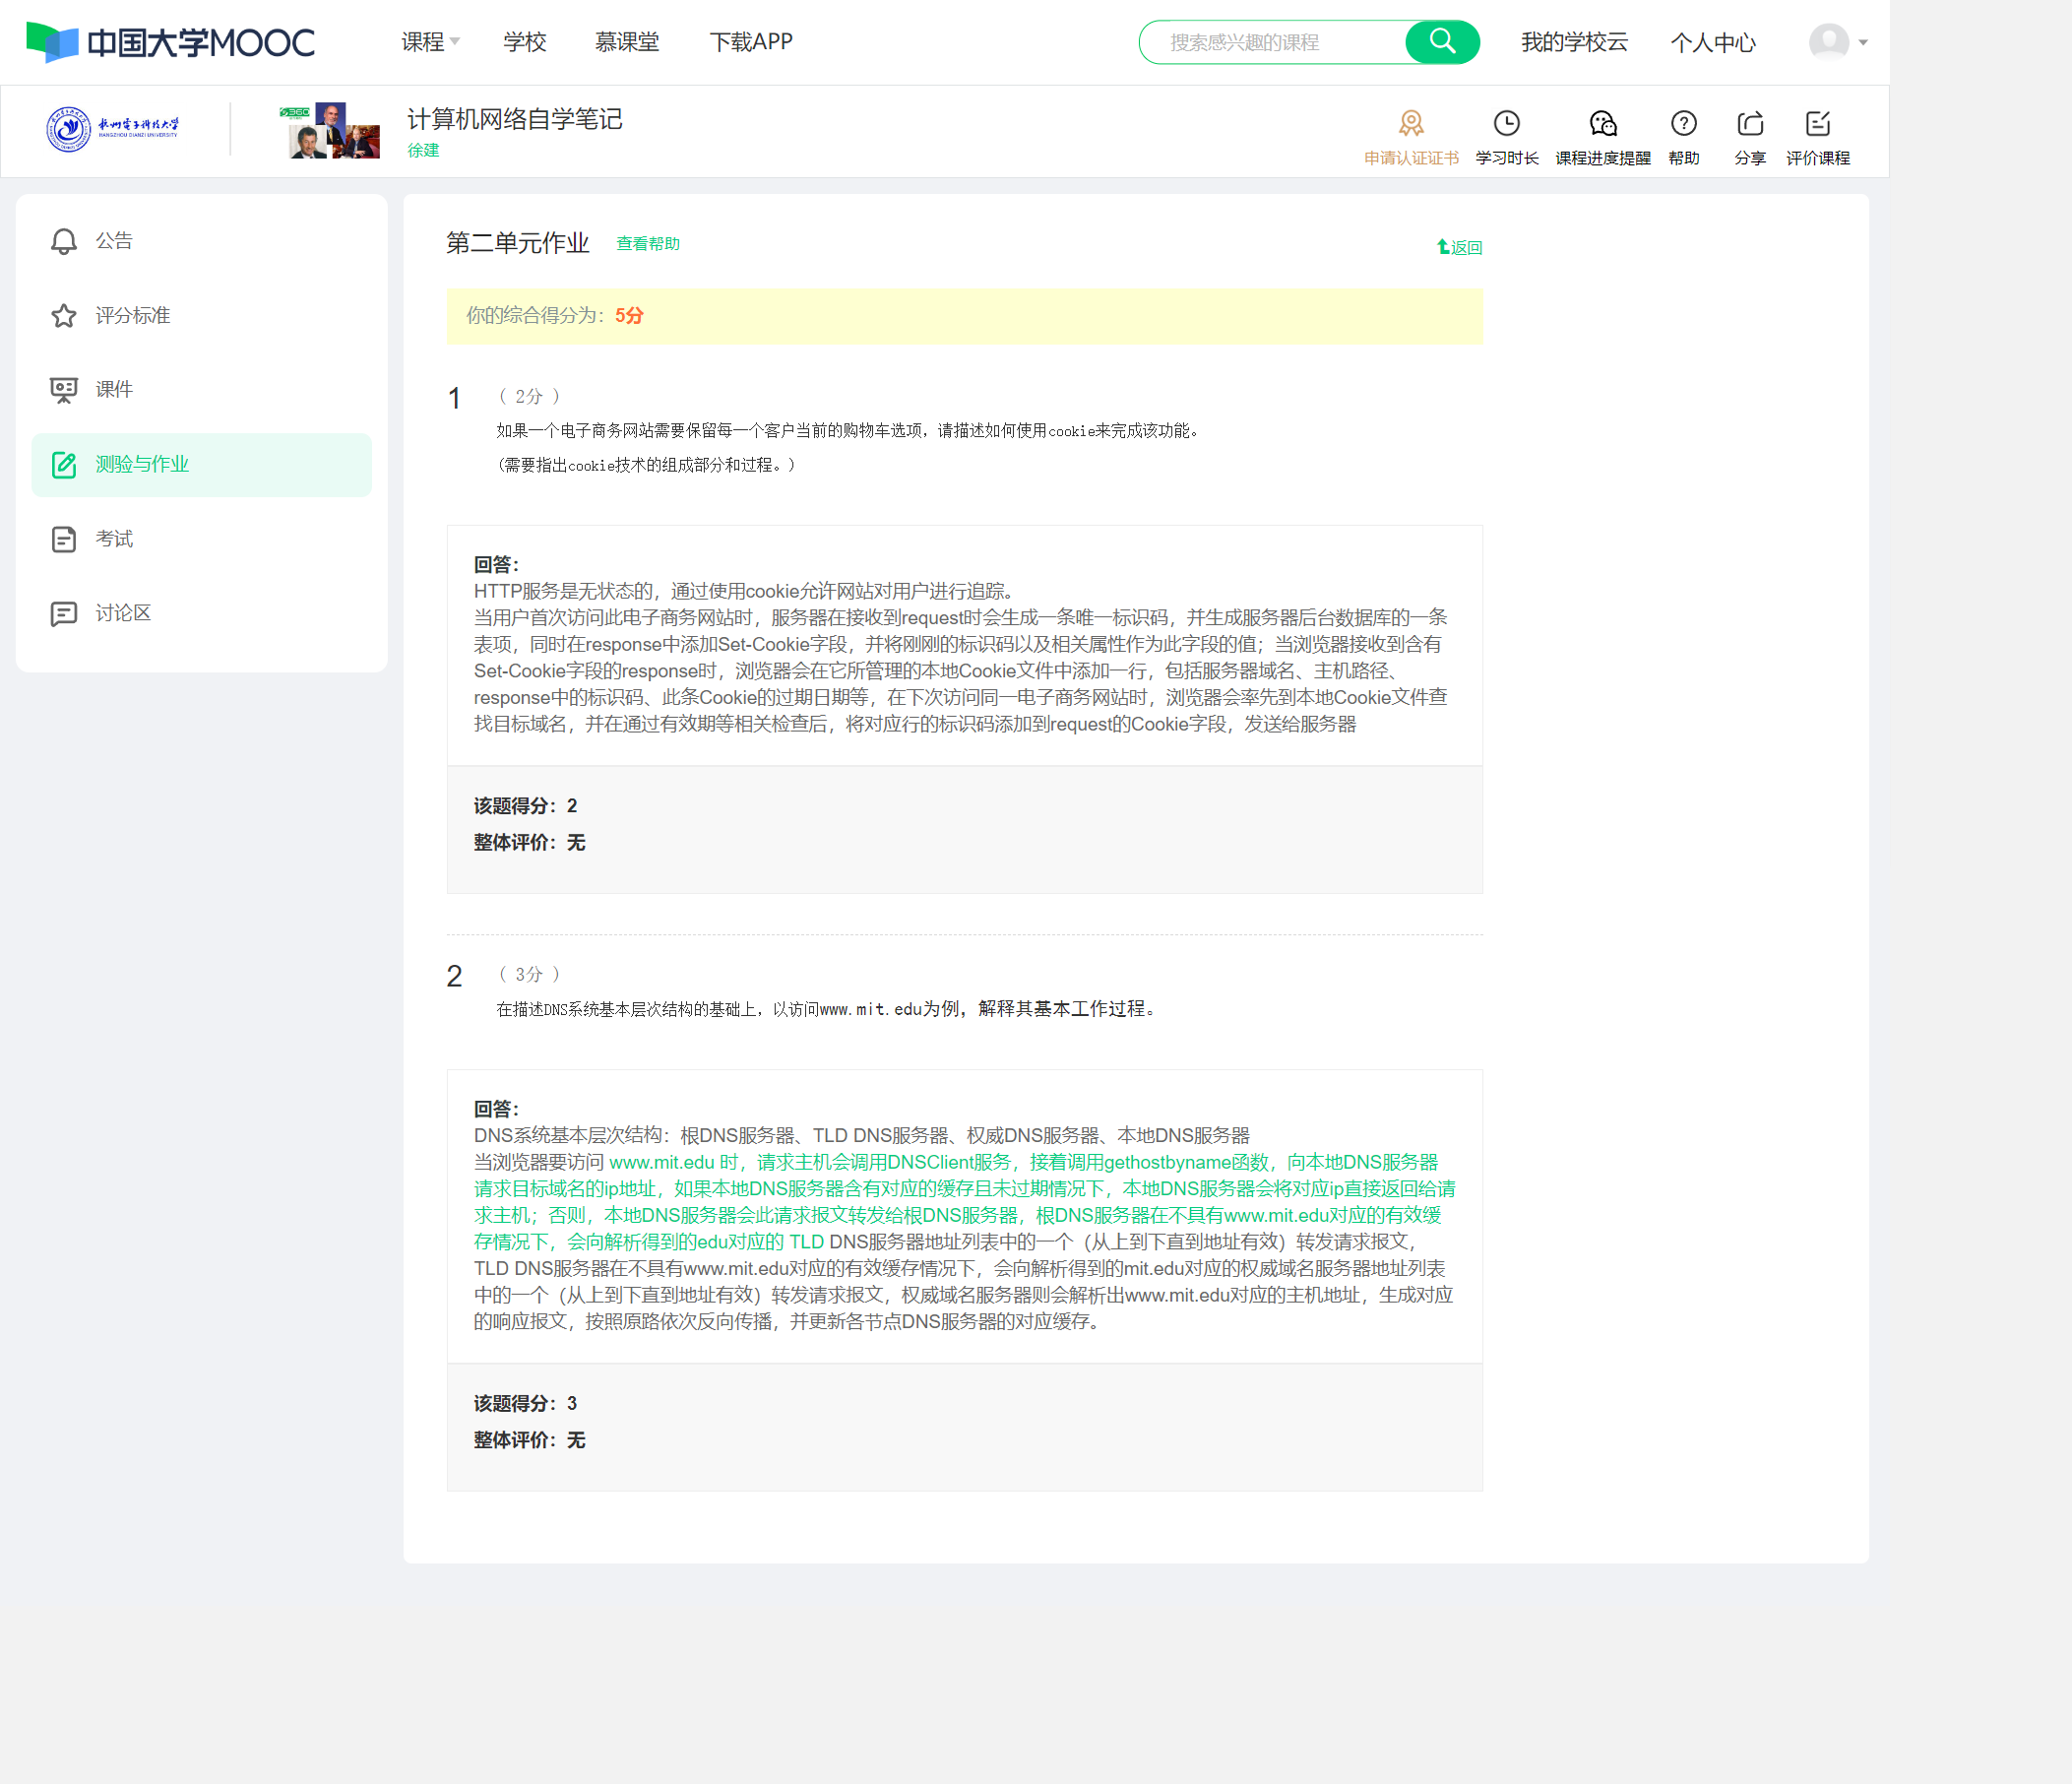 中国大学MOOC
课程 学校 慕课堂 下载APP 搜索感兴趣的课程 我的学校云 个人中心
杭州电子科技大学
HANGZHOU DIANZI UNIVERSITY
360
计算机网络自学笔记
徐建
申请认证证书 学习时长 课程进度提醒 帮助 分享 评价课程
公告
评分标准
课件
测验与作业
考试
讨论区
第二单元作业 查看帮助 返回
你的综合得分为：5分
1 （ 2分 ）
如果一个电子商务网站需要保留每一个客户当前的购物车选项，请描述如何使用cookie来完成该功能。
(需要指出cookie技术的组成部分和过程。)
回答：
HTTP服务是无状态的，通过使用cookie允许网站对用户进行追踪。
当用户首次访问此电子商务网站时，服务器在接收到request时会生成一条唯一标识码，并生成服务器后台数据库的一条
表项，同时在response中添加Set-Cookie字段，并将刚刚的标识码以及相关属性作为此字段的值；当浏览器接收到含有
Set-Cookie字段的response时，浏览器会在它所管理的本地Cookie文件中添加一行，包括服务器域名、主机路径、
response中的标识码、此条Cookie的过期日期等，在下次访问同一电子商务网站时，浏览器会率先到本地Cookie文件查
找目标域名，并在通过有效期等相关检查后，将对应行的标识码添加到request的Cookie字段，发送给服务器
该题得分：2
整体评价：无
2 （ 3分 ）
在描述DNS系统基本层次结构的基础上，以访问www.mit.edu为例，解释其基本工作过程。
回答：
DNS系统基本层次结构：根DNS服务器、TLD DNS服务器、权威DNS服务器、本地DNS服务器
当浏览器要访问 www.mit.edu 时，请求主机会调用DNSClient服务，接着调用gethostbyname函数，向本地DNS服务器
请求目标域名的ip地址，如果本地DNS服务器含有对应的缓存且未过期情况下，本地DNS服务器会将对应ip直接返回给请
求主机；否则，本地DNS服务器会此请求报文转发给根DNS服务器，根DNS服务器在不具有www.mit.edu对应的有效缓
存情况下，会向解析得到的edu对应的 TLD DNS服务器地址列表中的一个（从上到下直到地址有效）转发请求报文，
TLD DNS服务器在不具有www.mit.edu对应的有效缓存情况下，会向解析得到的mit.edu对应的权威域名服务器地址列表
中的一个（从上到下直到地址有效）转发请求报文，权威域名服务器则会解析出www.mit.edu对应的主机地址，生成对应
的响应报文，按照原路依次反向传播，并更新各节点DNS服务器的对应缓存。
该题得分：3
整体评价：无